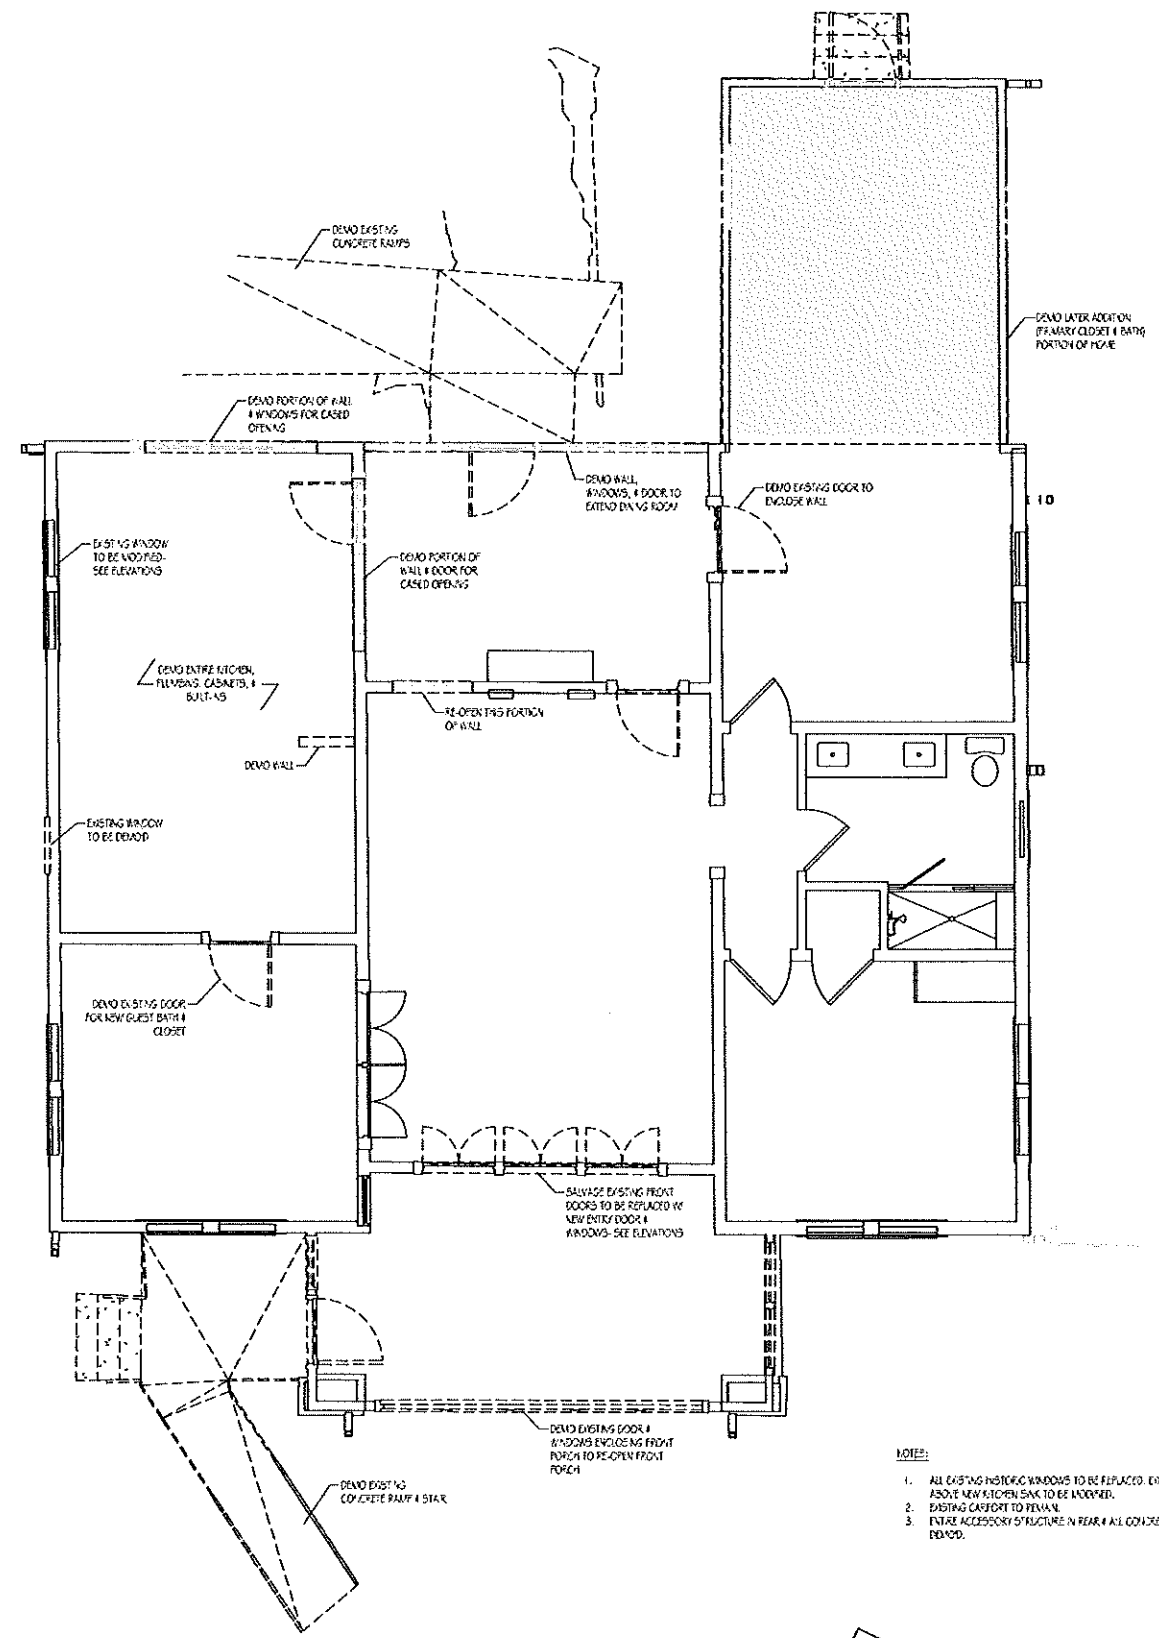 DEMO EXISTING
CONCRETE RAMPS
DEMO LATER ADDITION
(PRIMARY CLOSET & BATH)
PORTION OF HOME
DEMO PORTION OF WALL
& WINDOWS FOR CASED
OPENING
DEMO WALL,
WINDOWS, & DOOR TO
EXTEND DINING ROOM
DEMO EXISTING DOOR TO
ENCLOSE WALL
10
EXISTING WINDOW
TO BE MODIFIED-
SEE ELEVATIONS
DEMO PORTION OF
WALL & DOOR FOR
CASED OPENING
DEMO ENTIRE KITCHEN,
PLUMBING, CABINETS, &
BUILT-INS
RE-OPEN THIS PORTION
OF WALL
DEMO WALL
EXISTING WINDOW
TO BE DEMO'D
DEMO EXISTING DOOR
FOR NEW GUEST BATH &
CLOSET
SALVAGE EXISTING FRONT
DOORS TO BE REPLACED W/
NEW ENTRY DOOR &
WINDOWS- SEE ELEVATIONS
DEMO EXISTING DOOR &
WINDOWS ENCLOSING FRONT
PORCH TO RE-OPEN FRONT
PORCH
DEMO EXISTING
CONCRETE RAMP & STAIR
NOTES:
1. ALL EXISTING HISTORIC WINDOWS TO BE REPLACED.
ABOVE NEW KITCHEN SINK TO BE MODIFIED.
2. EXISTING CARPORT TO REMAIN.
3. ENTIRE ACCESSORY STRUCTURE IN REAR & ALL
DEMO'D.